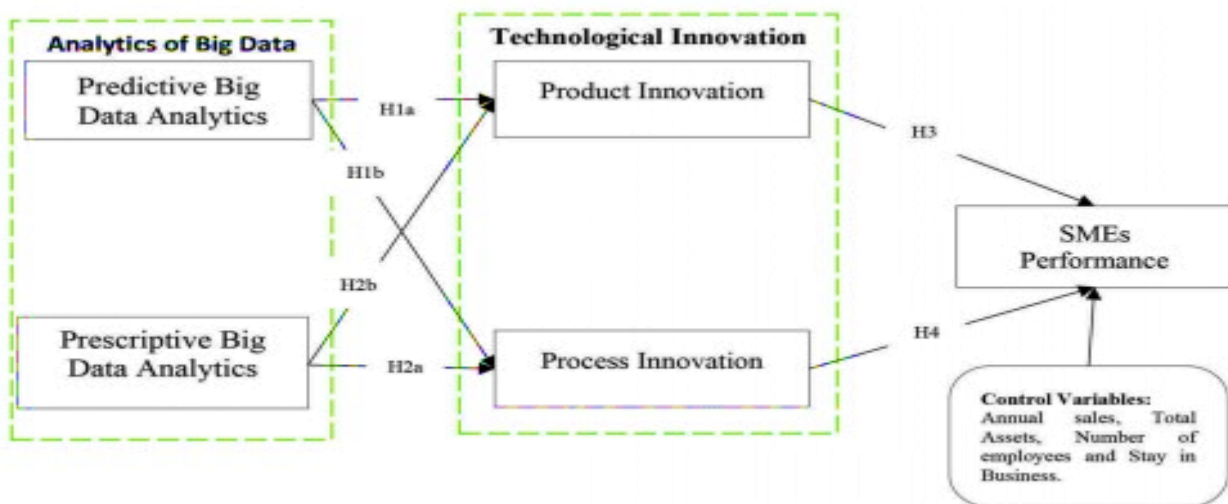 Analytics of Big Data
Predictive Big
Data Analytics
Prescriptive Big
Data Analytics
H1a
H1b
H2b
H2a
Technological Innovation
Product Innovation
Process Innovation
H3
H4
SMEs
Performance
Control Variables:
Annual sales, Total
Assets, Number of
employees and Stay in
Business.